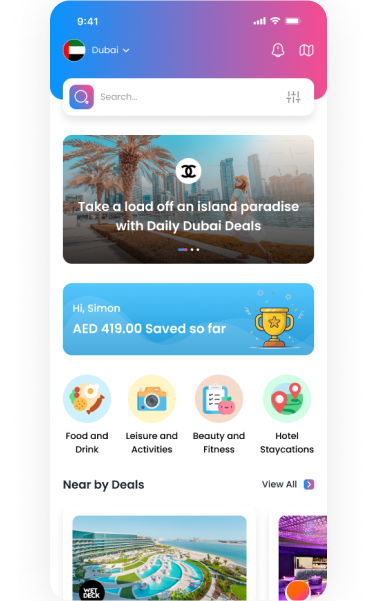 9:41
Dubai
Search...
Take a load off an island paradise
with Daily Dubai Deals
Hi, Simon
AED 419.00 Saved so far
Food and
Drink
Leisure and
Activities
Beauty and
Fitness
Hotel
Staycations
Near by Deals
View All
WET
DECK